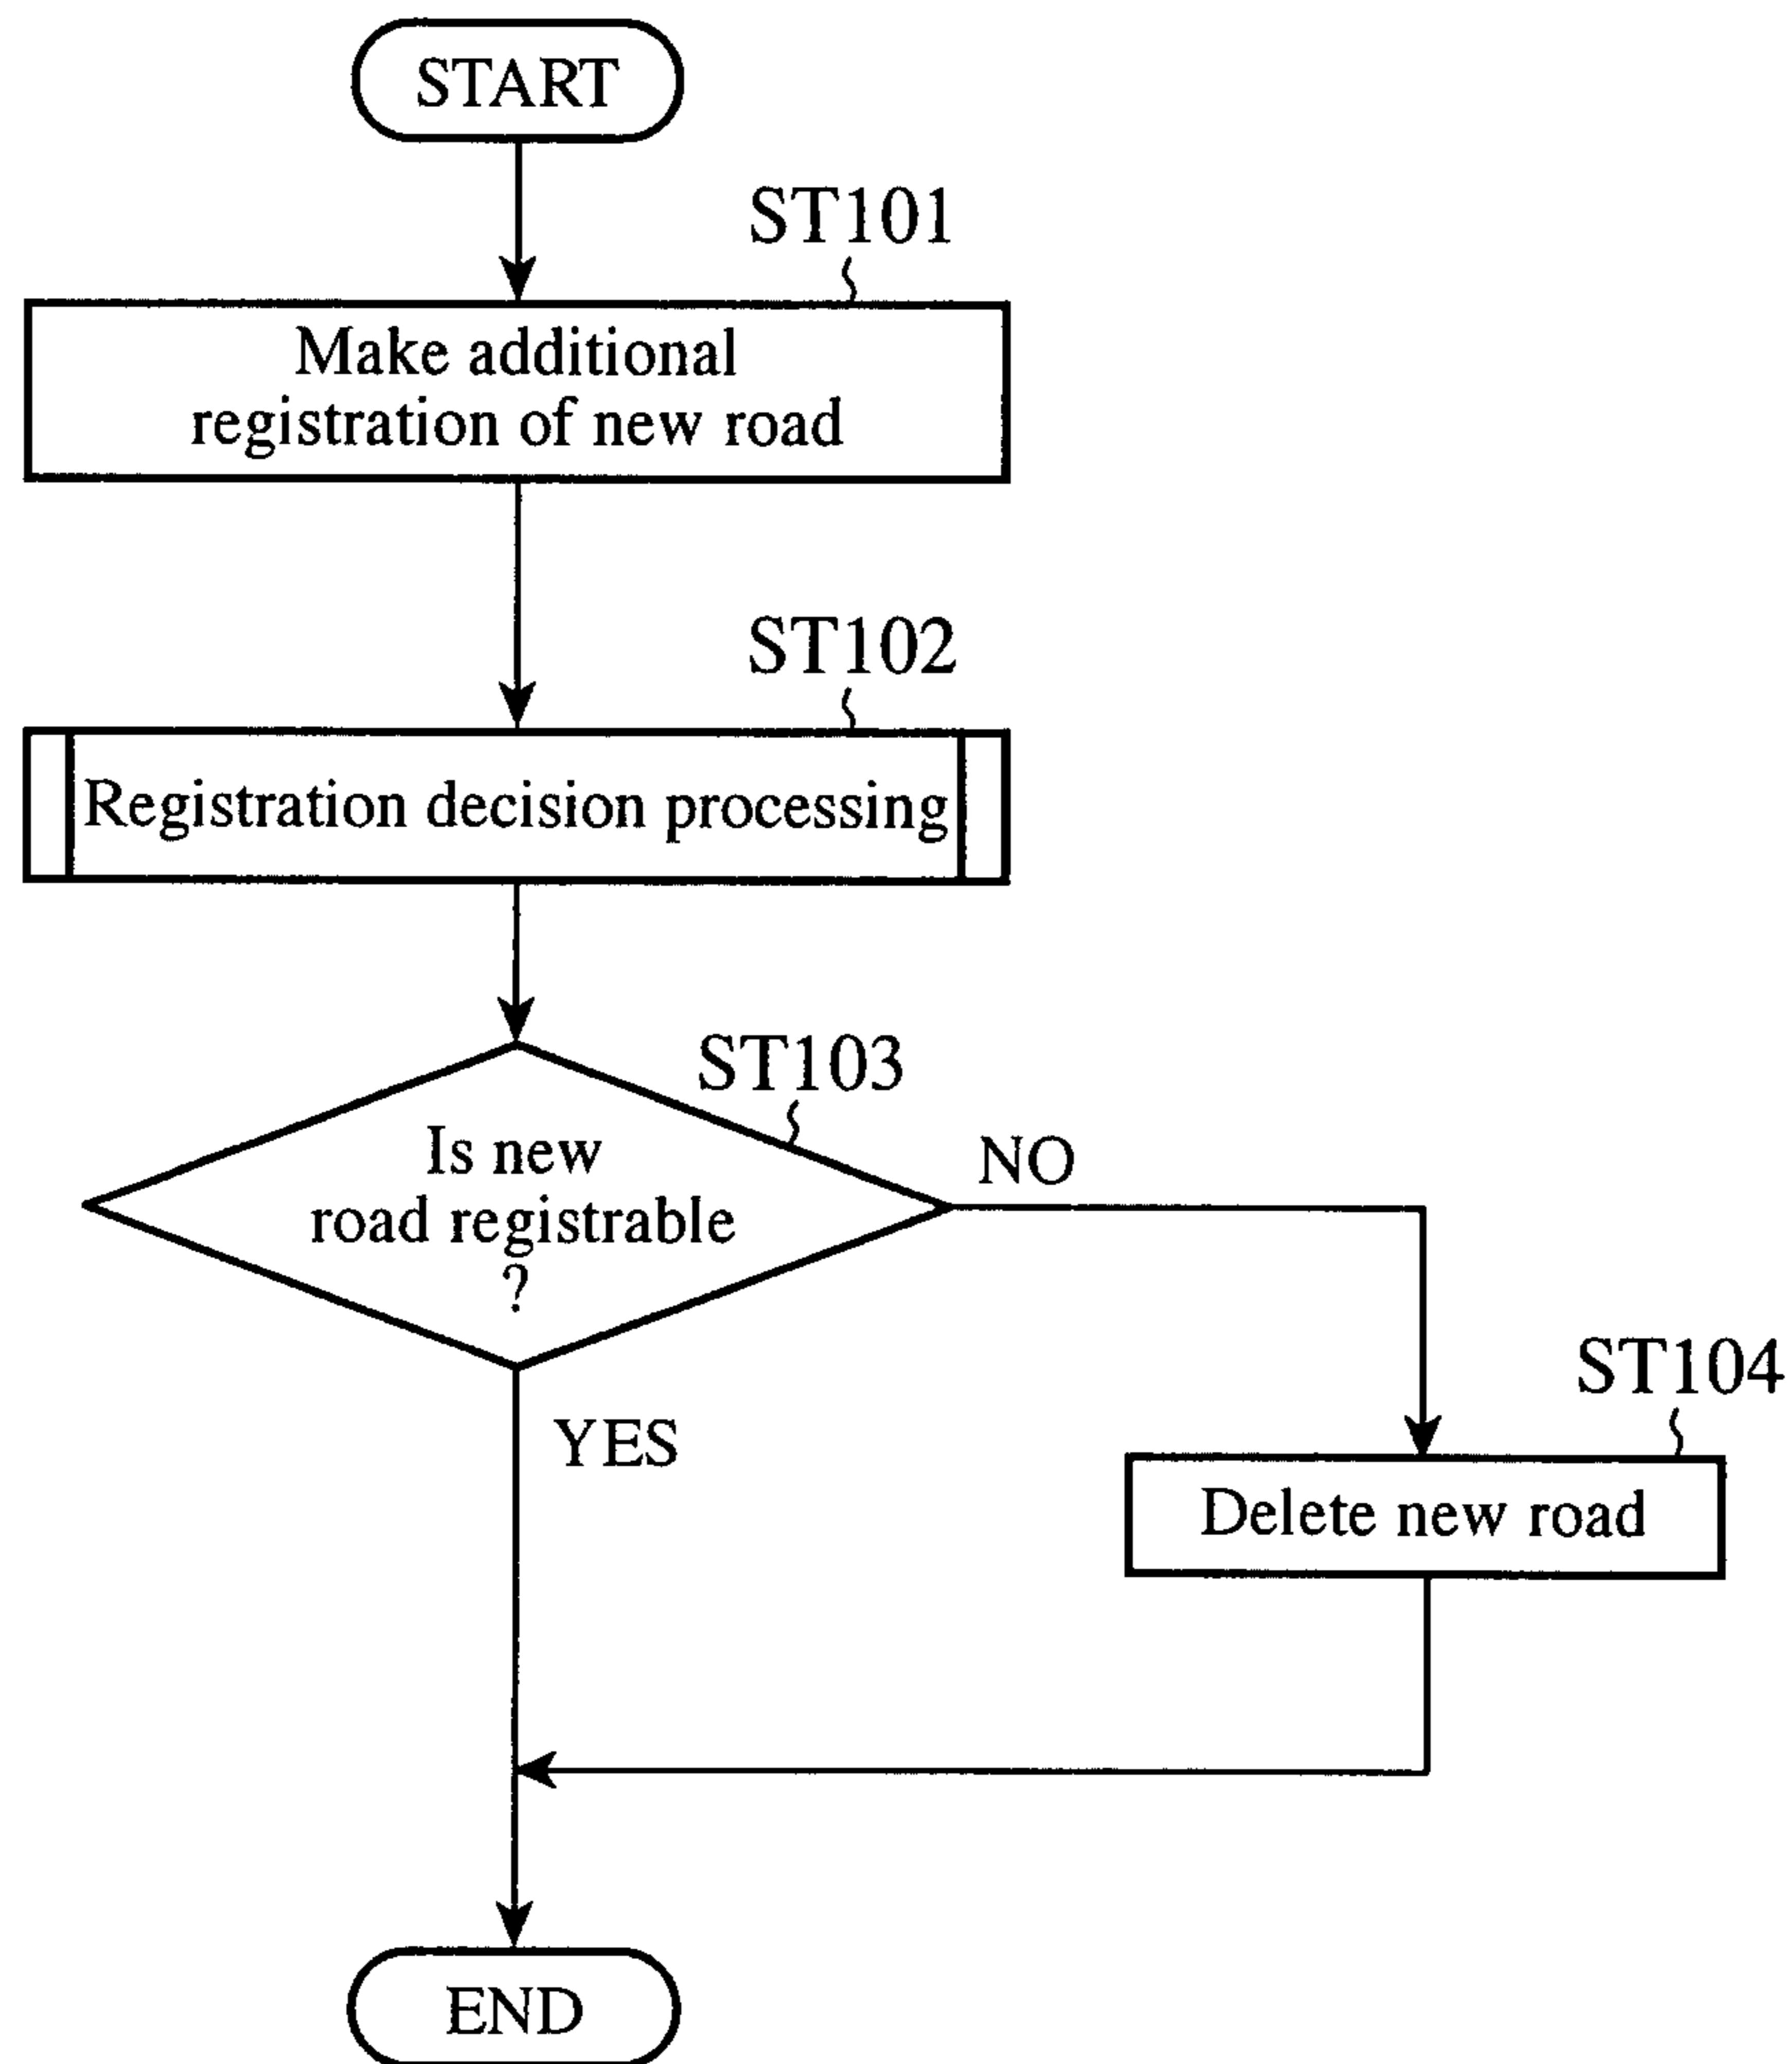 START
ST101
Make additional
registration of new road
ST102
Registration decision processing
ST103
Is new
road registrable
?
NO
YES
ST104
Delete new road
END